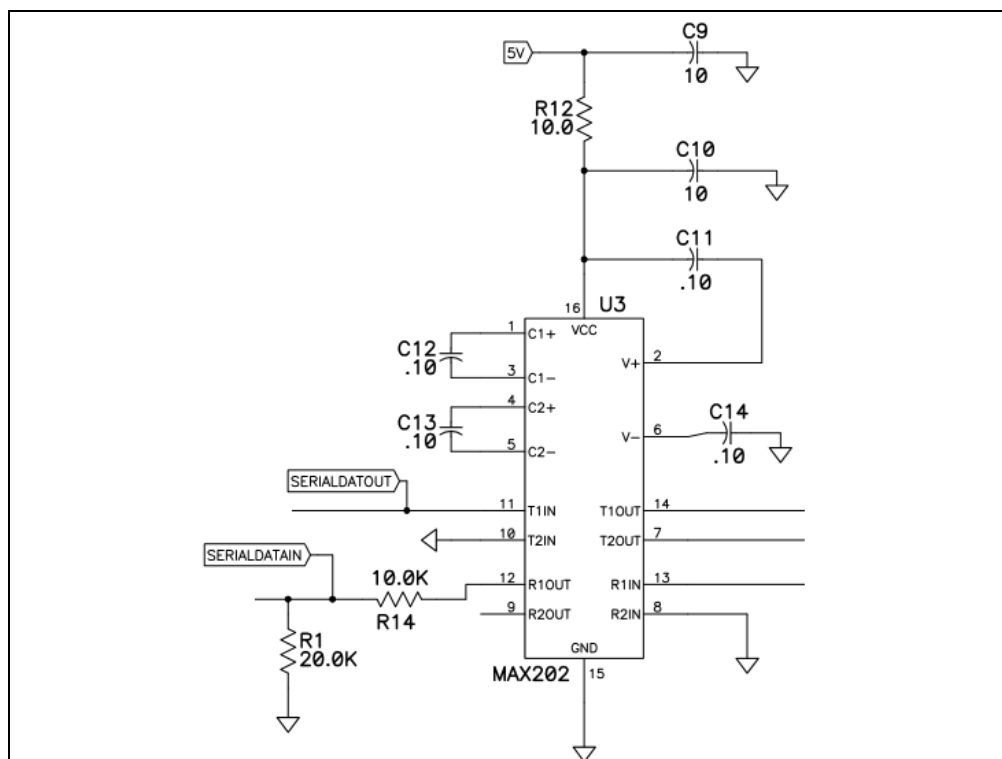 C9
5V
10
R12
10.0
C10
10
C11
.10
16
U3
VCC
1
C1+
C12
.10
3
C1-
2
V+
4
C2+
C13
.10
5
C2-
C14
6
V-
.10
SERIALDATOUT
11
T1IN
T1OUT
14
10
T2IN
T2OUT
7
SERIALDATAIN
10.0K
12
R1OUT
R1IN
13
R14
9
R2OUT
R2IN
8
R1
20.0K
GND
MAX202
15